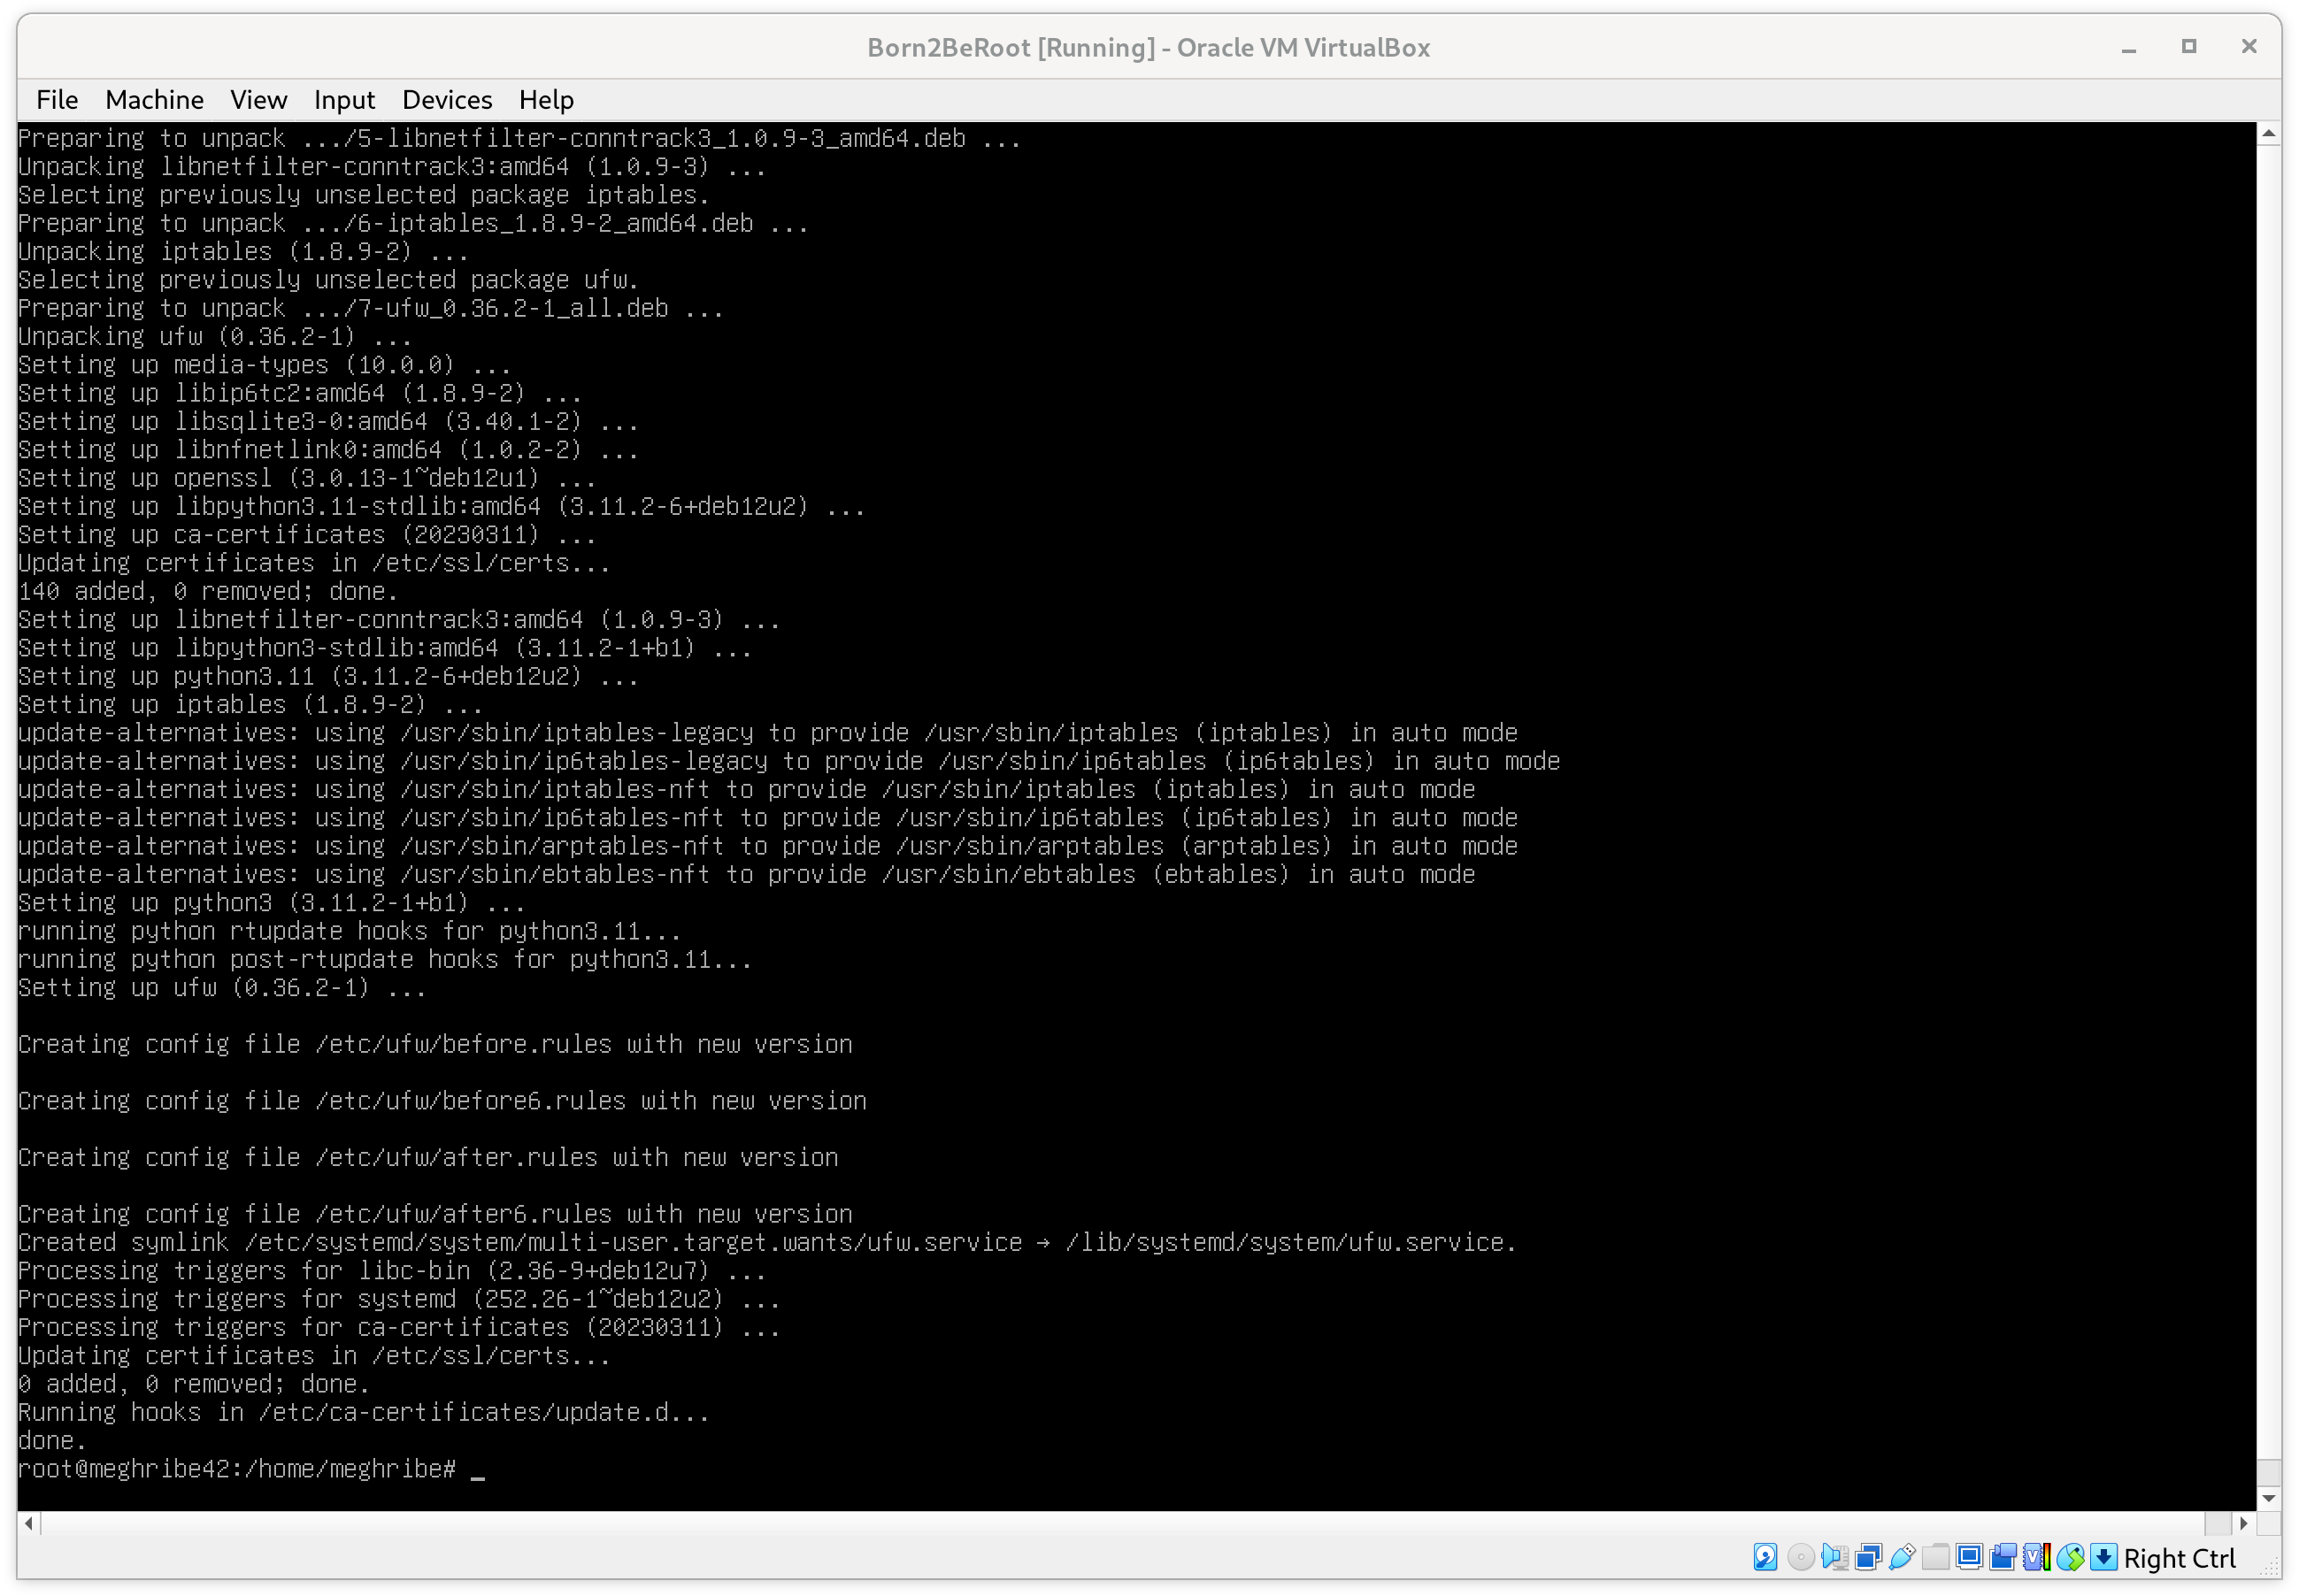 Born2BeRoot [Running] - Oracle VM VirtualBox
File Machine View Input Devices Help
Preparing to unpack .../5-libnetfilter-conntrack3_1.0.9-3_amd64.deb ...
Unpacking libnetfilter-conntrack3:amd64 (1.0.9-3) ...
Selecting previously unselected package iptables.
Preparing to unpack .../6-iptables_1.8.9-2_amd64.deb ...
Unpacking iptables (1.8.9-2) ...
Selecting previously unselected package ufw.
Preparing to unpack .../7-ufw_0.36.2-1_all.deb ...
Unpacking ufw (0.36.2-1) ...
Setting up media-types (10.0.0) ...
Setting up libip6tc2:amd64 (1.8.9-2) ...
Setting up libsqlite3-0:amd64 (3.40.1-2) ...
Setting up libnfnetlink0:amd64 (1.0.2-2) ...
Setting up openssl (3.0.13-1~deb12u1) ...
Setting up libpython3.11-stdlib:amd64 (3.11.2-6+deb12u2) ...
Setting up ca-certificates (20230311) ...
Updating certificates in /etc/ssl/certs...
140 added, 0 removed; done.
Setting up libnetfilter-conntrack3:amd64 (1.0.9-3) ...
Setting up libpython3-stdlib:amd64 (3.11.2-1+b1) ...
Setting up python3.11 (3.11.2-6+deb12u2) ...
Setting up iptables (1.8.9-2) ...
update-alternatives: using /usr/sbin/iptables-legacy to provide /usr/sbin/iptables (iptables) in auto mode
update-alternatives: using /usr/sbin/ip6tables-legacy to provide /usr/sbin/ip6tables (ip6tables) in auto mode
update-alternatives: using /usr/sbin/iptables-nft to provide /usr/sbin/iptables (iptables) in auto mode
update-alternatives: using /usr/sbin/ip6tables-nft to provide /usr/sbin/ip6tables (ip6tables) in auto mode
update-alternatives: using /usr/sbin/arptables-nft to provide /usr/sbin/arptables (arptables) in auto mode
update-alternatives: using /usr/sbin/ebtables-nft to provide /usr/sbin/ebtables (ebtables) in auto mode
Setting up python3 (3.11.2-1+b1) ...
running python rtupdate hooks for python3.11...
running python post-rtupdate hooks for python3.11...
Setting up ufw (0.36.2-1) ...
Creating config file /etc/ufw/before.rules with new version
Creating config file /etc/ufw/before6.rules with new version
Creating config file /etc/ufw/after.rules with new version
Creating config file /etc/ufw/after6.rules with new version
Created symlink /etc/systemd/system/multi-user.target.wants/ufw.service → /lib/systemd/system/ufw.service.
Processing triggers for libc-bin (2.36-9+deb12u7) ...
Processing triggers for systemd (252.26-1~deb12u2) ...
Processing triggers for ca-certificates (20230311) ...
Updating certificates in /etc/ssl/certs...
0 added, 0 removed; done.
Running hooks in /etc/ca-certificates/update.d...
done.
root@meghribe42:/home/meghribe# _
Right Ctrl